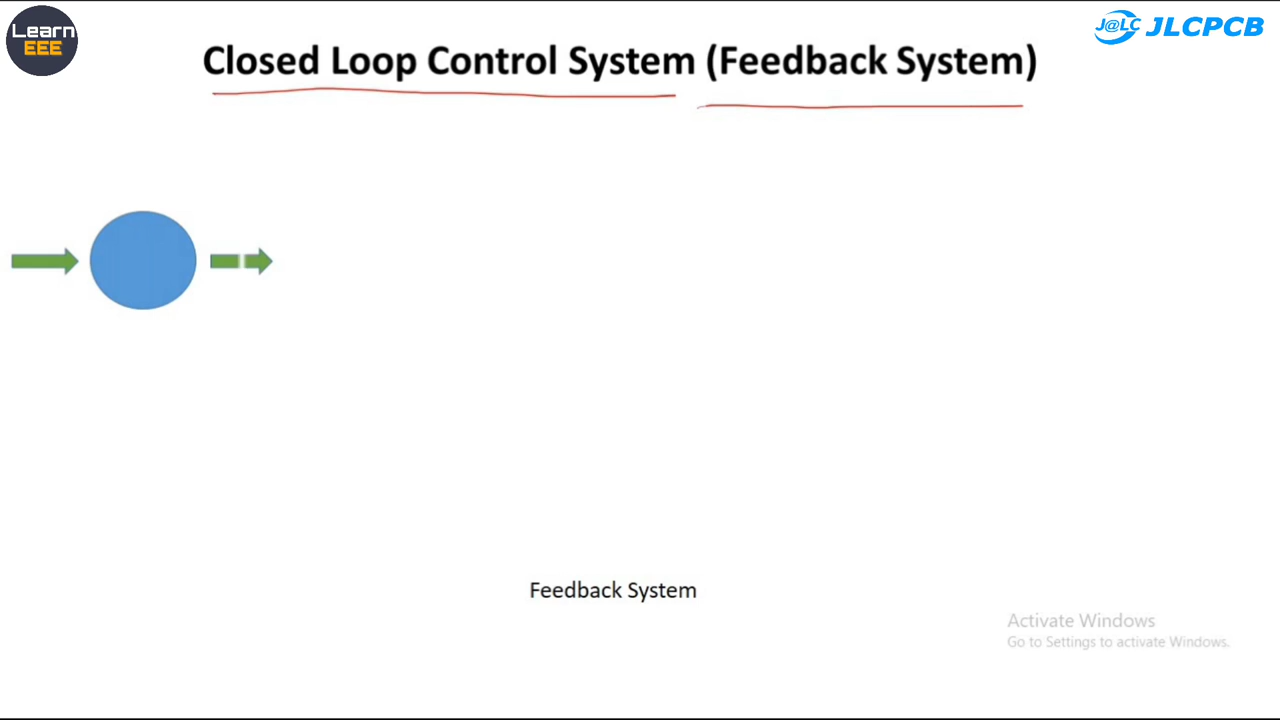 Learn
EEE
J@LC JLCPCB
Closed Loop Control System (Feedback System)
Feedback System
Activate Windows
Go to Settings to activate Windows.